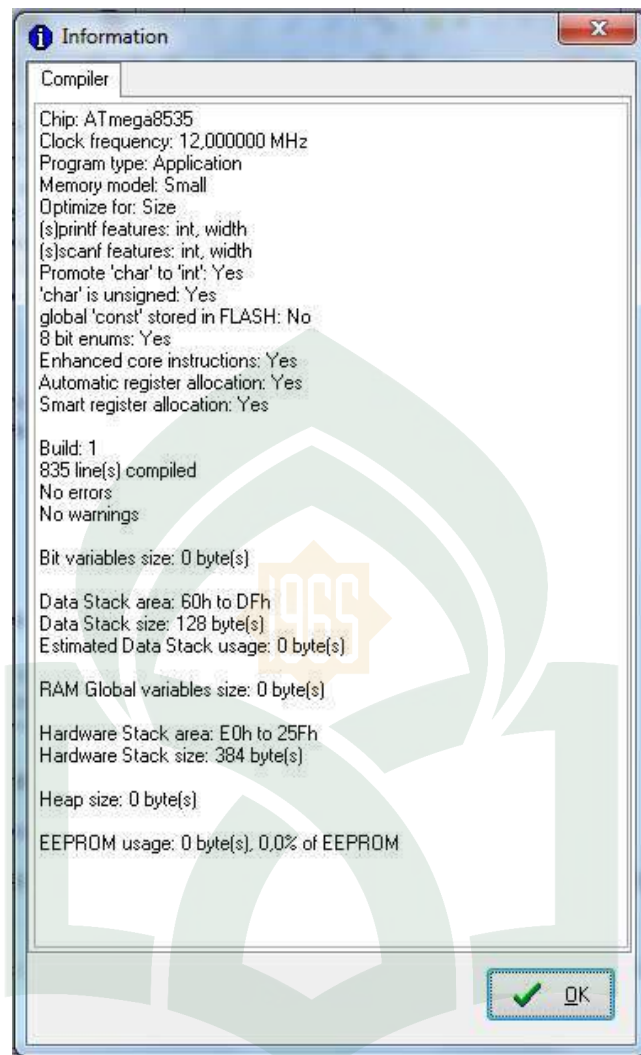 Information
Compiler
Chip: ATmega8535
Clock frequency: 12,000000 MHz
Program type: Application
Memory model: Small
Optimize for: Size
(s)printf features: int, width
(s)scanf features: int, width
Promote 'char' to 'int': Yes
'char' is unsigned: Yes
global 'const' stored in FLASH: No
8 bit enums: Yes
Enhanced core instructions: Yes
Automatic register allocation: Yes
Smart register allocation: Yes
Build: 1
835 line(s) compiled
No errors
No warnings
Bit variables size: 0 byte(s)
Data Stack area: 60h to DFh
Data Stack size: 128 byte(s)
Estimated Data Stack usage: 0 byte(s)
RAM Global variables size: 0 byte(s)
Hardware Stack area: E0h to 25Fh
Hardware Stack size: 384 byte(s)
Heap size: 0 byte(s)
EEPROM usage: 0 byte(s), 0,0% of EEPROM
OK
1965